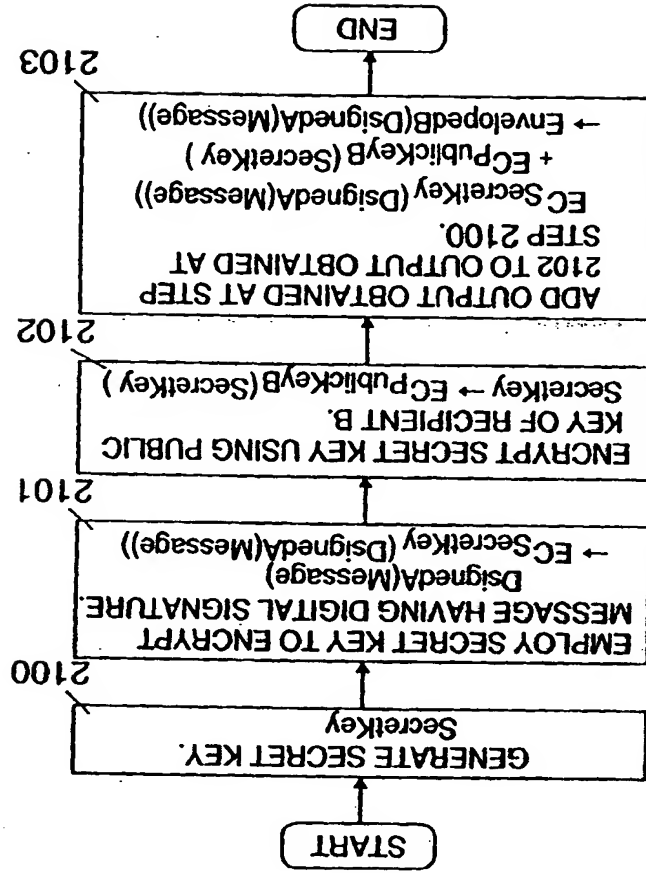 START
GENERATE SECRET KEY.
SecretKey
2100
EMPLOY SECRET KEY TO ENCRYPT
MESSAGE HAVING DIGITAL SIGNATURE.
DsignedA(Message)
→ ECSecretKey (DsignedA(Message))
2101
ENCRYPT SECRET KEY USING PUBLIC
KEY OF RECIPIENT B.
SecretKey → ECPublicKeyB (SecretKey )
2102
ADD OUTPUT OBTAINED AT STEP
2102 TO OUTPUT OBTAINED AT
STEP 2100.
ECSecretKey (DsignedA(Message))
+ ECPublicKeyB (SecretKey )
→ EnvelopedB(DsignedA(Message))
2103
END